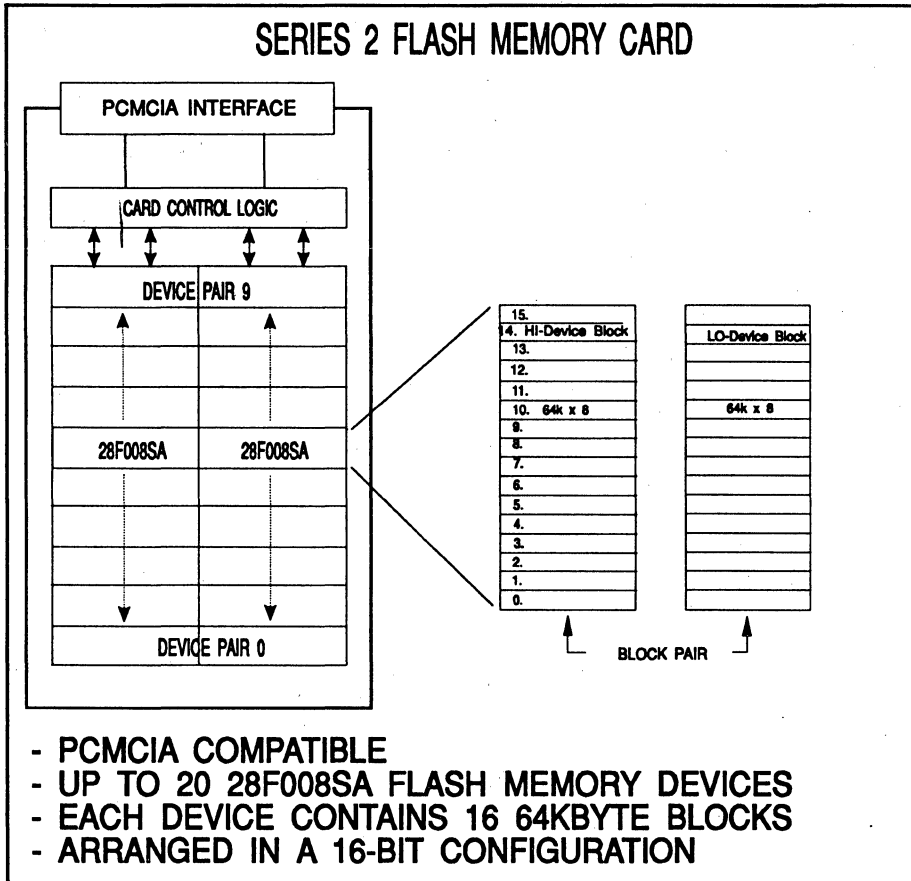 SERIES 2 FLASH MEMORY CARD
PCMCIA INTERFACE
CARD CONTROL LOGIC
DEVICE PAIR 9
28F008SA 28F008SA
DEVICE PAIR 0
15.
14. HI-Device Block
13.
12.
11.
10. 64k x 8
9.
8.
7.
6.
5.
4.
3.
2.
1.
0.
LO-Device Block
64k x 8
BLOCK PAIR
- PCMCIA COMPATIBLE
- UP TO 20 28F008SA FLASH MEMORY DEVICES
- EACH DEVICE CONTAINS 16 64KBYTE BLOCKS
- ARRANGED IN A 16-BIT CONFIGURATION